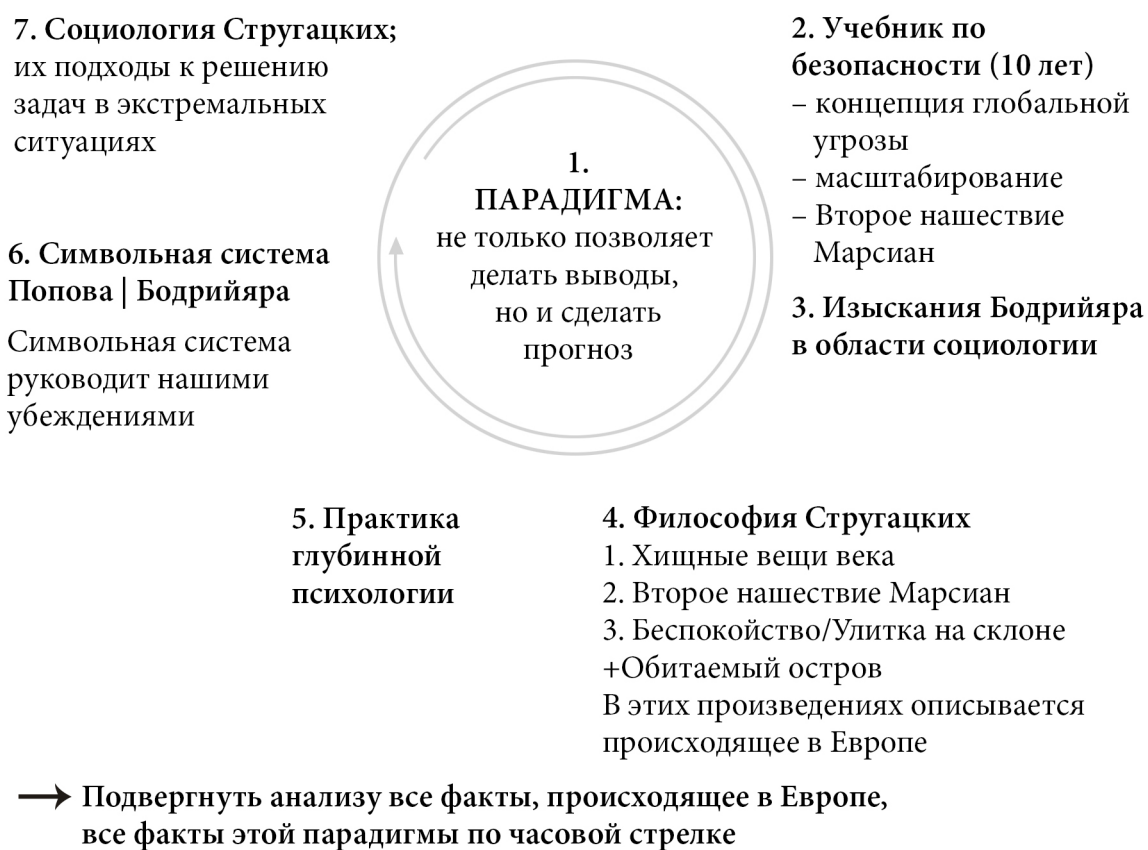 1.
ПАРАДИГМА:
не только позволяет
делать выводы,
но и сделать
прогноз
2. Учебник по
безопасности (10 лет)
– концепция глобальной
угрозы
– масштабирование
– Второе нашествие
Марсиан
3. Изыскания Бодрийяра
в области социологии
4. Философия Стругацких
1. Хищные вещи века
2. Второе нашествие Марсиан
3. Беспокойство/Улитка на склоне
+Обитаемый остров
В этих произведениях описывается
происходящее в Европе
5. Практика
глубинной
психологии
6. Символьная система
Попова | Бодрийяра
Символьная система
руководит нашими
убеждениями
7. Социология Стругацких;
их подходы к решению
задач в экстремальных
ситуациях
→ Подвергнуть анализу все факты, происходящее в Европе,
все факты этой парадигмы по часовой стрелке